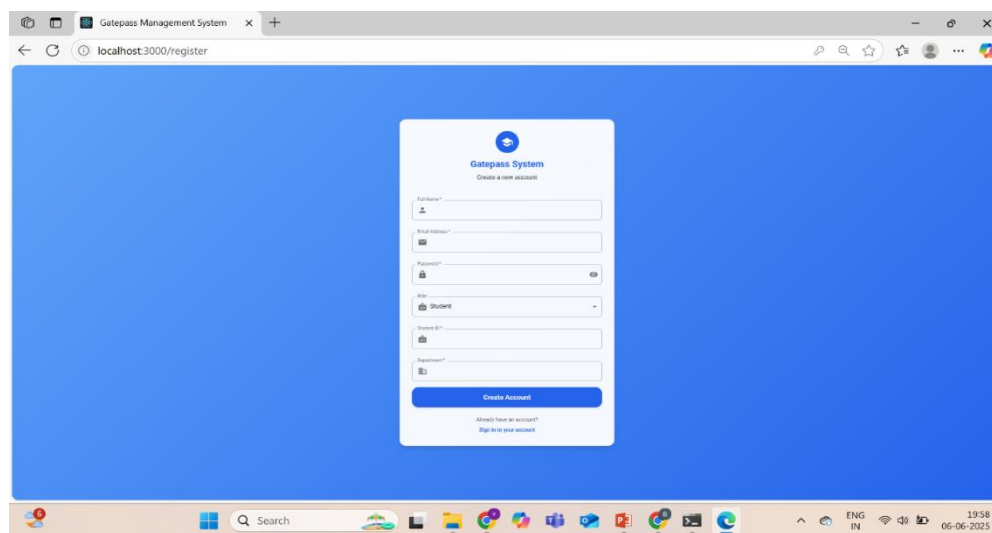 Gatepass Management System
localhost:3000/register
Gatepass System
Create a new account
Full Name *
Email Address *
Password *
Role
Student
Student ID *
Department *
Create Account
Already have an account?
Sign in to your account
6
Search
ENG
IN
19:58
06-06-2025